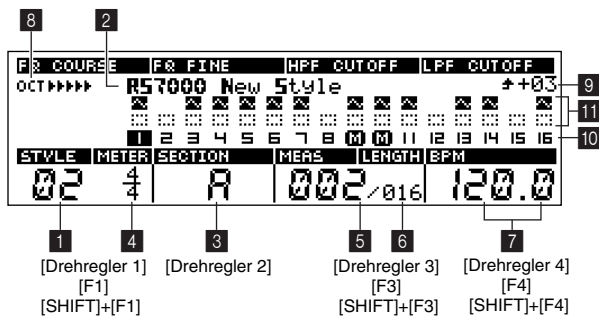 8 2
FQ COURSE FQ FINE HPF CUTOFF LPF CUTOFF
OCT RS7000 New Style +03 9
11
1 2 3 4 5 6 7 8 M M 11 12 13 14 15 16 10
STYLE METER SECTION MEAS LENGTH BPM
02 4/4 A 002/016 120.0
1 4 3 5 6 7
[Drehregler 1] [Drehregler 2] [Drehregler 3] [Drehregler 4]
[F1] [F3] [F4]
[SHIFT]+[F1] [SHIFT]+[F3] [SHIFT]+[F4]